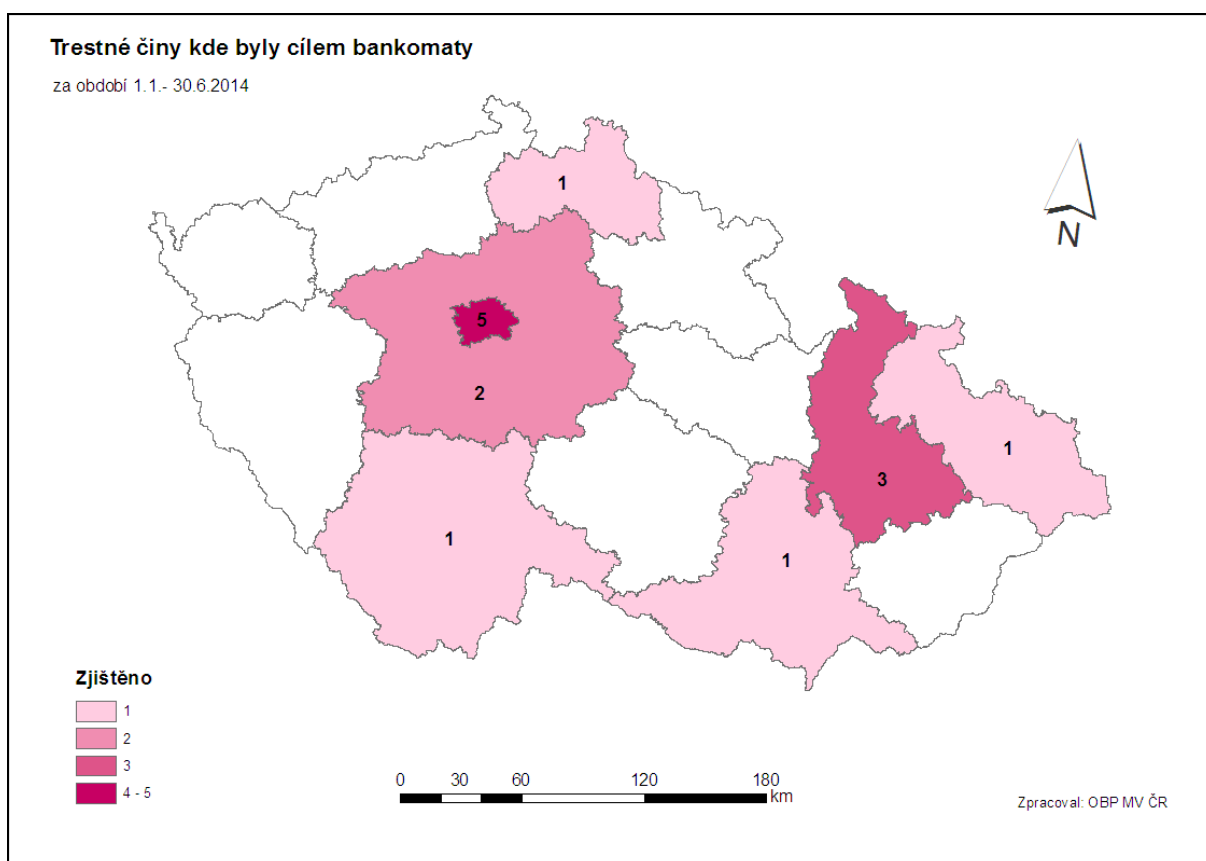 Trestné činy kde byly cílem bankomaty
za období 1.1.- 30.6.2014
1
N
5
2
1
3
1
1
Zjištěno
1
2
3
4 - 5
0 30 60 120 180
km
Zpracoval: OBP MV ČR